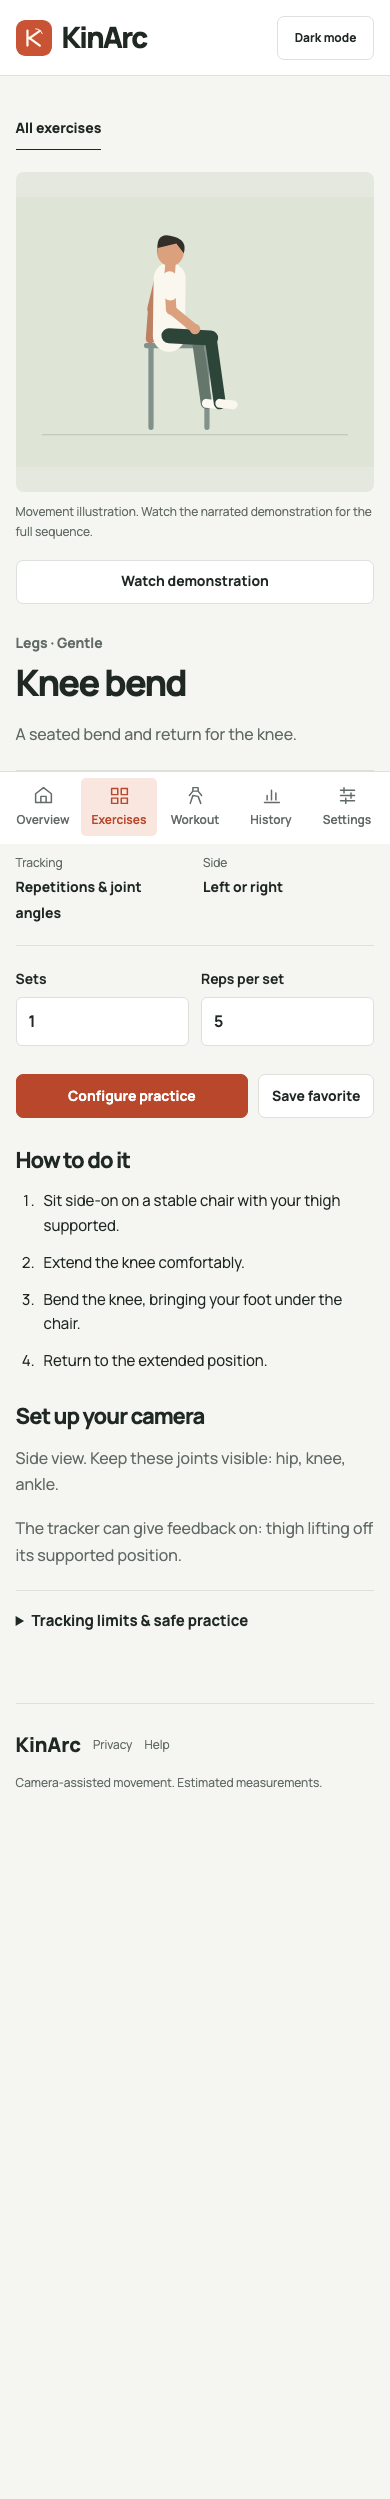 KinArc
Dark mode
All exercises
Movement illustration. Watch the narrated demonstration for the
full sequence.
Watch demonstration
Legs · Gentle
Knee bend
A seated bend and return for the knee.
Overview
Exercises
Workout
History
Settings
Tracking
Repetitions & joint
angles
Side
Left or right
Sets
1
Reps per set
5
Configure practice
Save favorite
How to do it
1. Sit side-on on a stable chair with your thigh
supported.
2. Extend the knee comfortably.
3. Bend the knee, bringing your foot under the
chair.
4. Return to the extended position.
Set up your camera
Side view. Keep these joints visible: hip, knee,
ankle.
The tracker can give feedback on: thigh lifting off
its supported position.
Tracking limits & safe practice
KinArc Privacy Help
Camera-assisted movement. Estimated measurements.